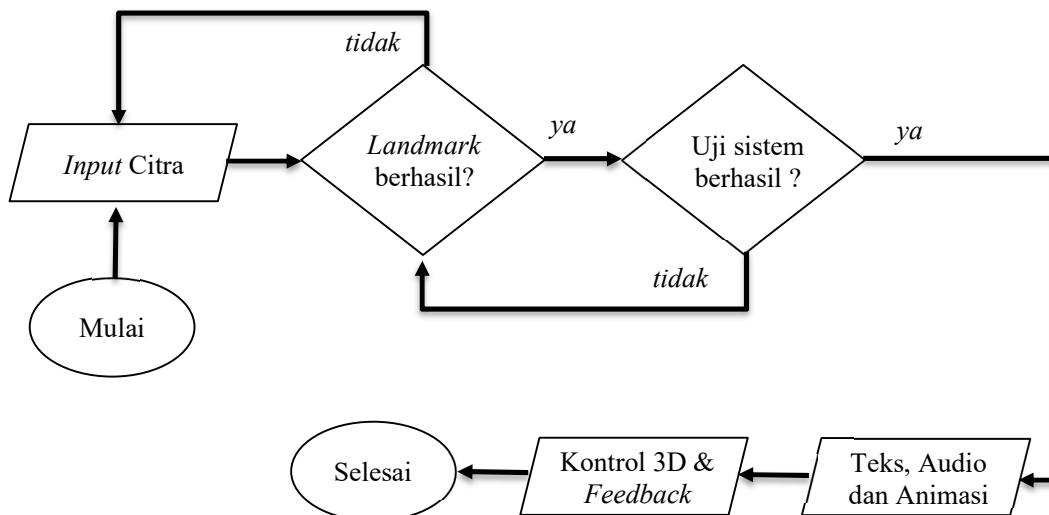 tidak
Input Citra
Landmark
berhasil?
ya
Uji sistem
berhasil ?
ya
tidak
Mulai
Selesai
Kontrol 3D &
Feedback
Teks, Audio
dan Animasi